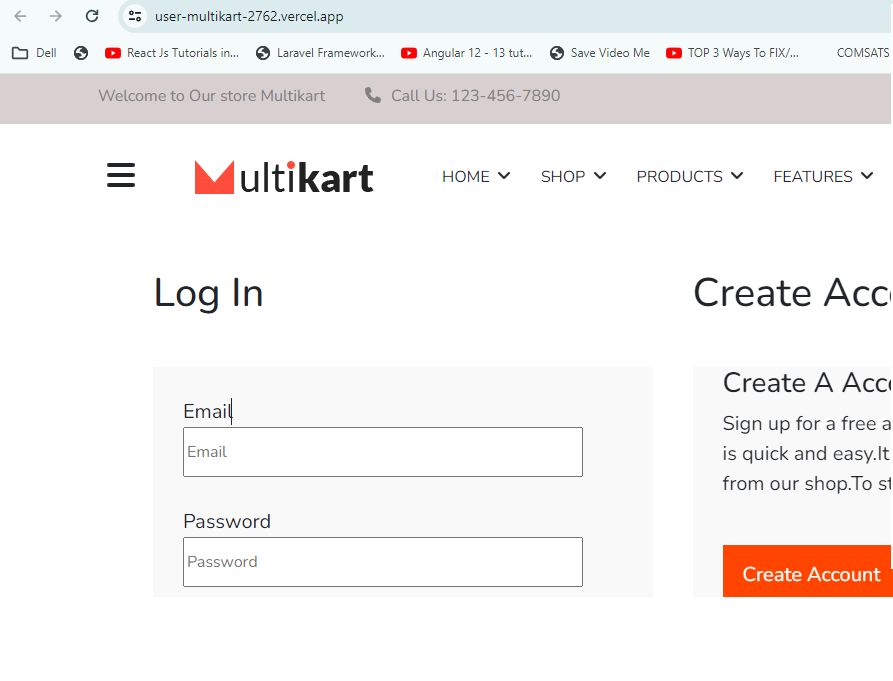 user-multikart-2762.vercel.app
Dell React Js Tutorials in... Laravel Framework... Angular 12 - 13 tut... Save Video Me TOP 3 Ways To FIX/... COMSATS
Welcome to Our store Multikart Call Us: 123-456-7890
Multikart HOME SHOP PRODUCTS FEATURES
Log In
Create Acc
Create A Acc
Email
Sign up for a free a
Email
is quick and easy.It
from our shop.To st
Password
Password
Create Account